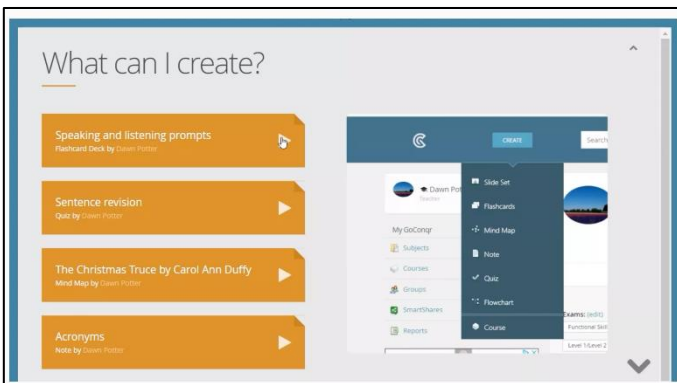 What can I create?
Speaking and listening prompts
Flashcard Deck by Dawn Potter
Sentence revision
Quiz by Dawn Potter
The Christmas Truce by Carol Ann Duffy
Mind Map by Dawn Potter
Acronyms
Note by Dawn Potter
CREATE
Search
Dawn Pot
Teacher
My GoConqr
Subjects
Courses
Groups
SmartShares
Reports
Slide Set
Flashcards
Mind Map
Note
Quiz
Flowchart
Course
Exams: (edit)
Functional Skil
Level 1/Level 2